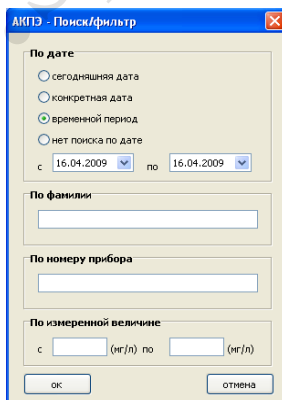 АКПЭ - Поиск/фильтр
По дате
сегодняшняя дата
конкретная дата
временной период
нет поиска по дате
с 16.04.2009 по 16.04.2009
По фамилии
По номеру прибора
По измеренной величине
с (мг/л) по (мг/л)
ок отмена